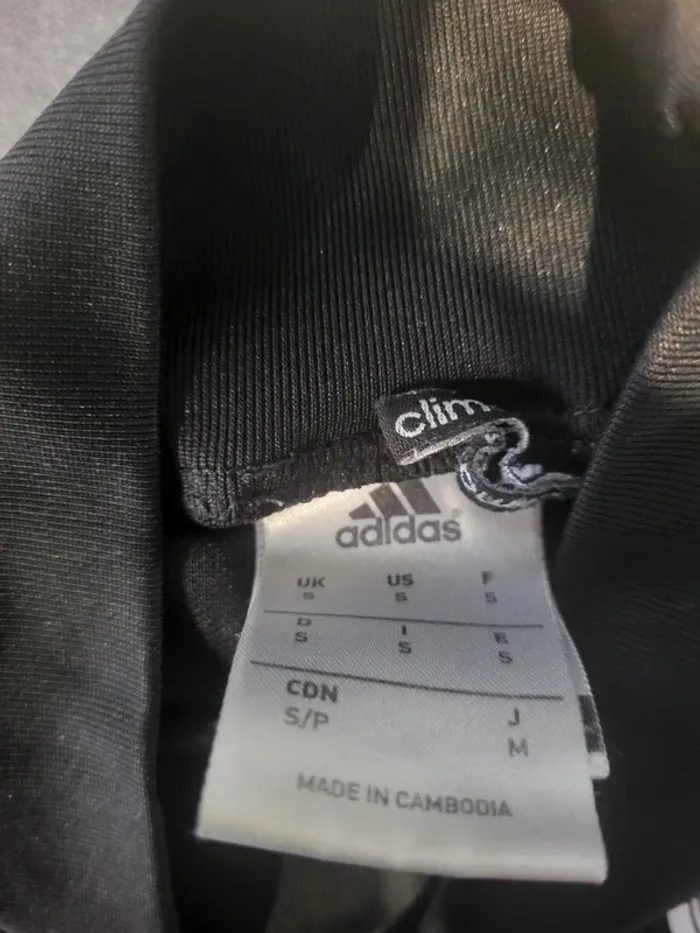 clim
adidas
UK US F
S S S
D I E
S S S
CDN J
S/P M
MADE IN CAMBODIA